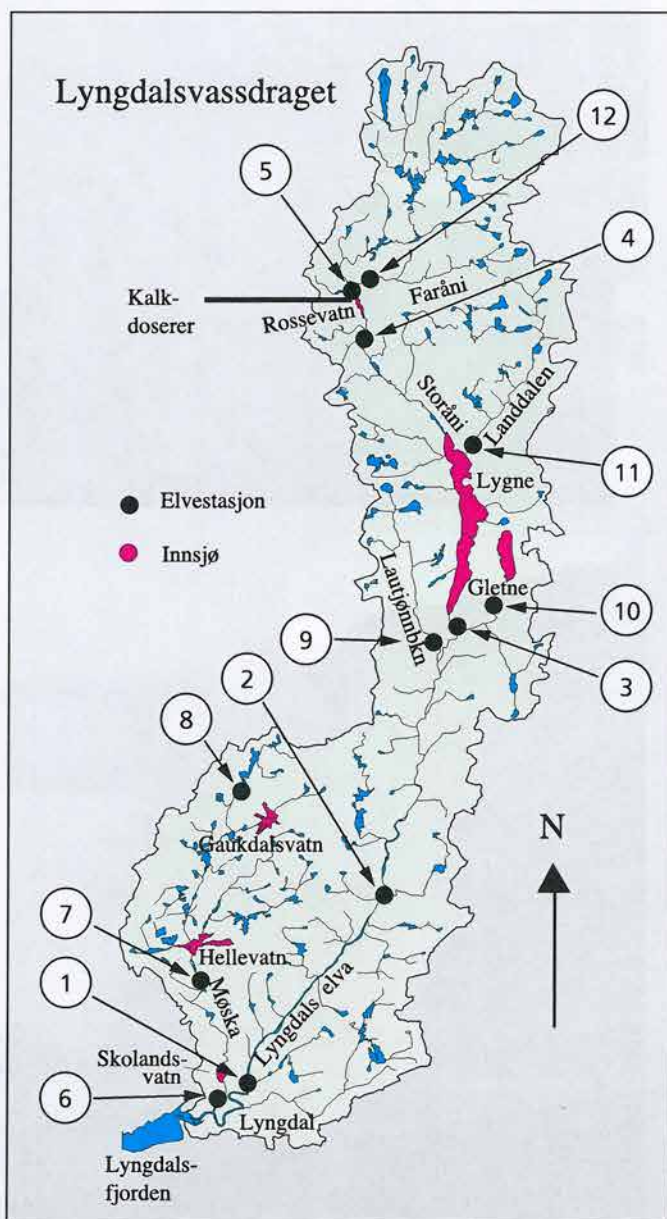 Lyngdalsvassdraget
12
5
4
Kalk-
doserer
Rossevatn
Faråni
Storåni
Landdalen
11
Lygne
Elvestasjon
Innsjø
Lautjønnbkn
Gletne
10
9
3
2
8
Gaukdalsvatn
N
7
Hellevatn
Møska
1
Lyngdals elva
Skolands-
vatn
6
Lyngdal
Lyngdals-
fjorden